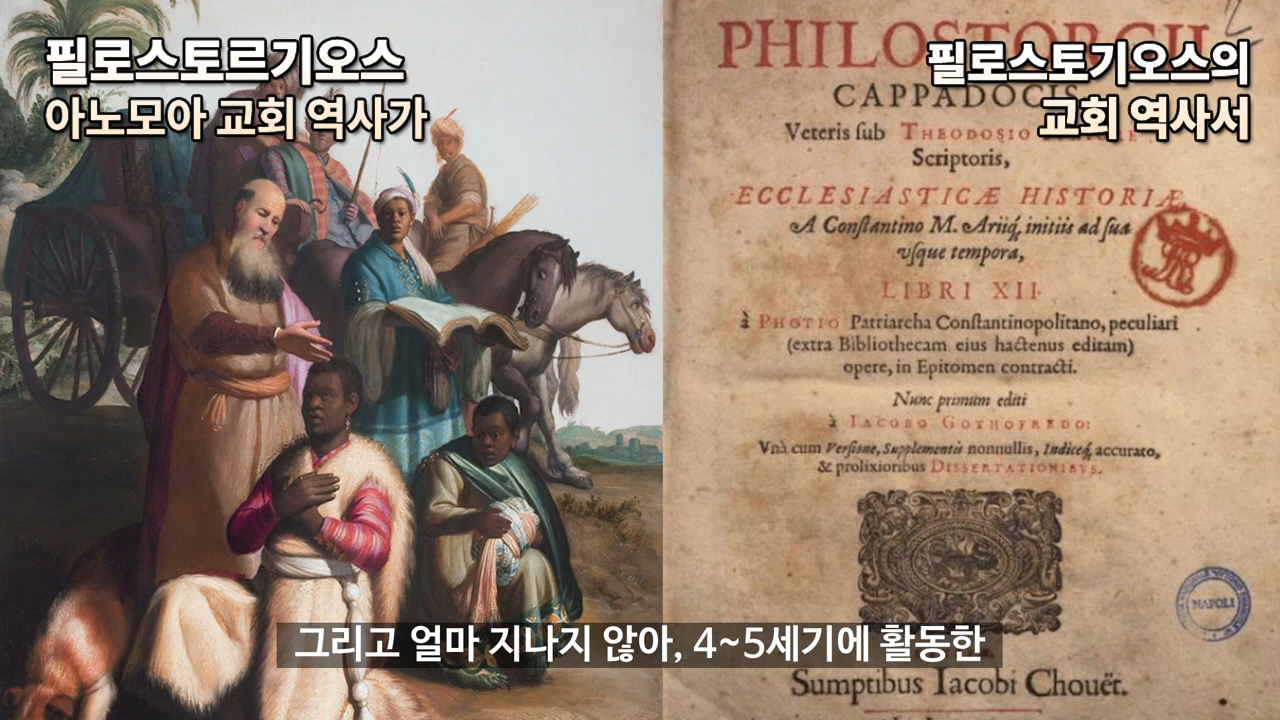 필로스토르기오스
아노모아 교회 역사가
필로스토기오스의
교회 역사서
PHILOSTORGII
CAPPADOCIS
Veteris ſub THEODOSIO
Scriptoris,
ECCLESIASTICÆ HISTORIÆ
A Conſtantino M. Ariiq́, initiis ad ſua
vſque tempora,
LIBRI XII
à PHOTIO Patriarcha Conſtantinopolitano, peculiari
(extra Bibliothecam eius hactenus editam)
opere, in Epitomen contracti.
Nunc primum editi
à IACOBO GOTHOFREDO:
Vnà cum Verſione, Supplementis nonnullis, Indiceq́, accurato,
& prolixioribus DISSERTATIONIBVS.
NAPOLI
그리고 얼마 지나지 않아, 4~5세기에 활동한
Sumptibus Iacobi Chouët.